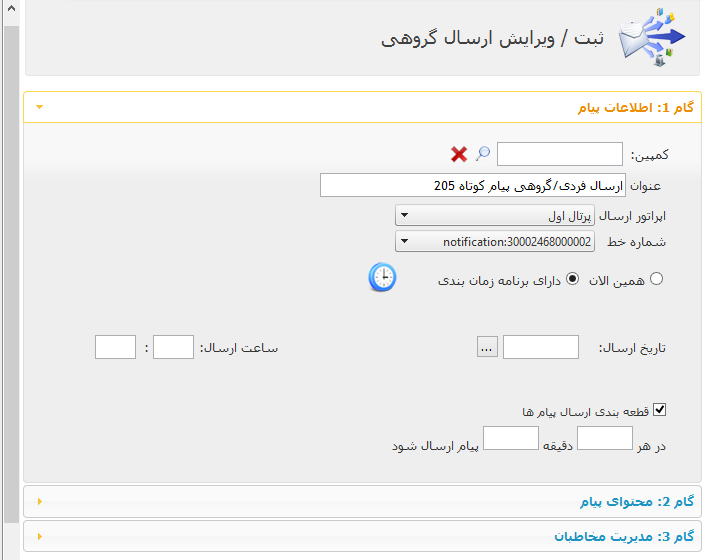 ثبت / ویرایش ارسال گروهی
گام 1: اطلاعات پیام
کمپین:
عنوان ارسال فردی/گروهی پیام کوتاه 205
اپراتور ارسال پرتال اول
شماره خط notification:30002468000002
همین الان دارای برنامه زمان بندی
تاریخ ارسال: ... ساعت ارسال: :
قطعه بندی ارسال پیام ها
در هر دقیقه پیام ارسال شود
گام 2: محتوای پیام
گام 3: مدیریت مخاطبان